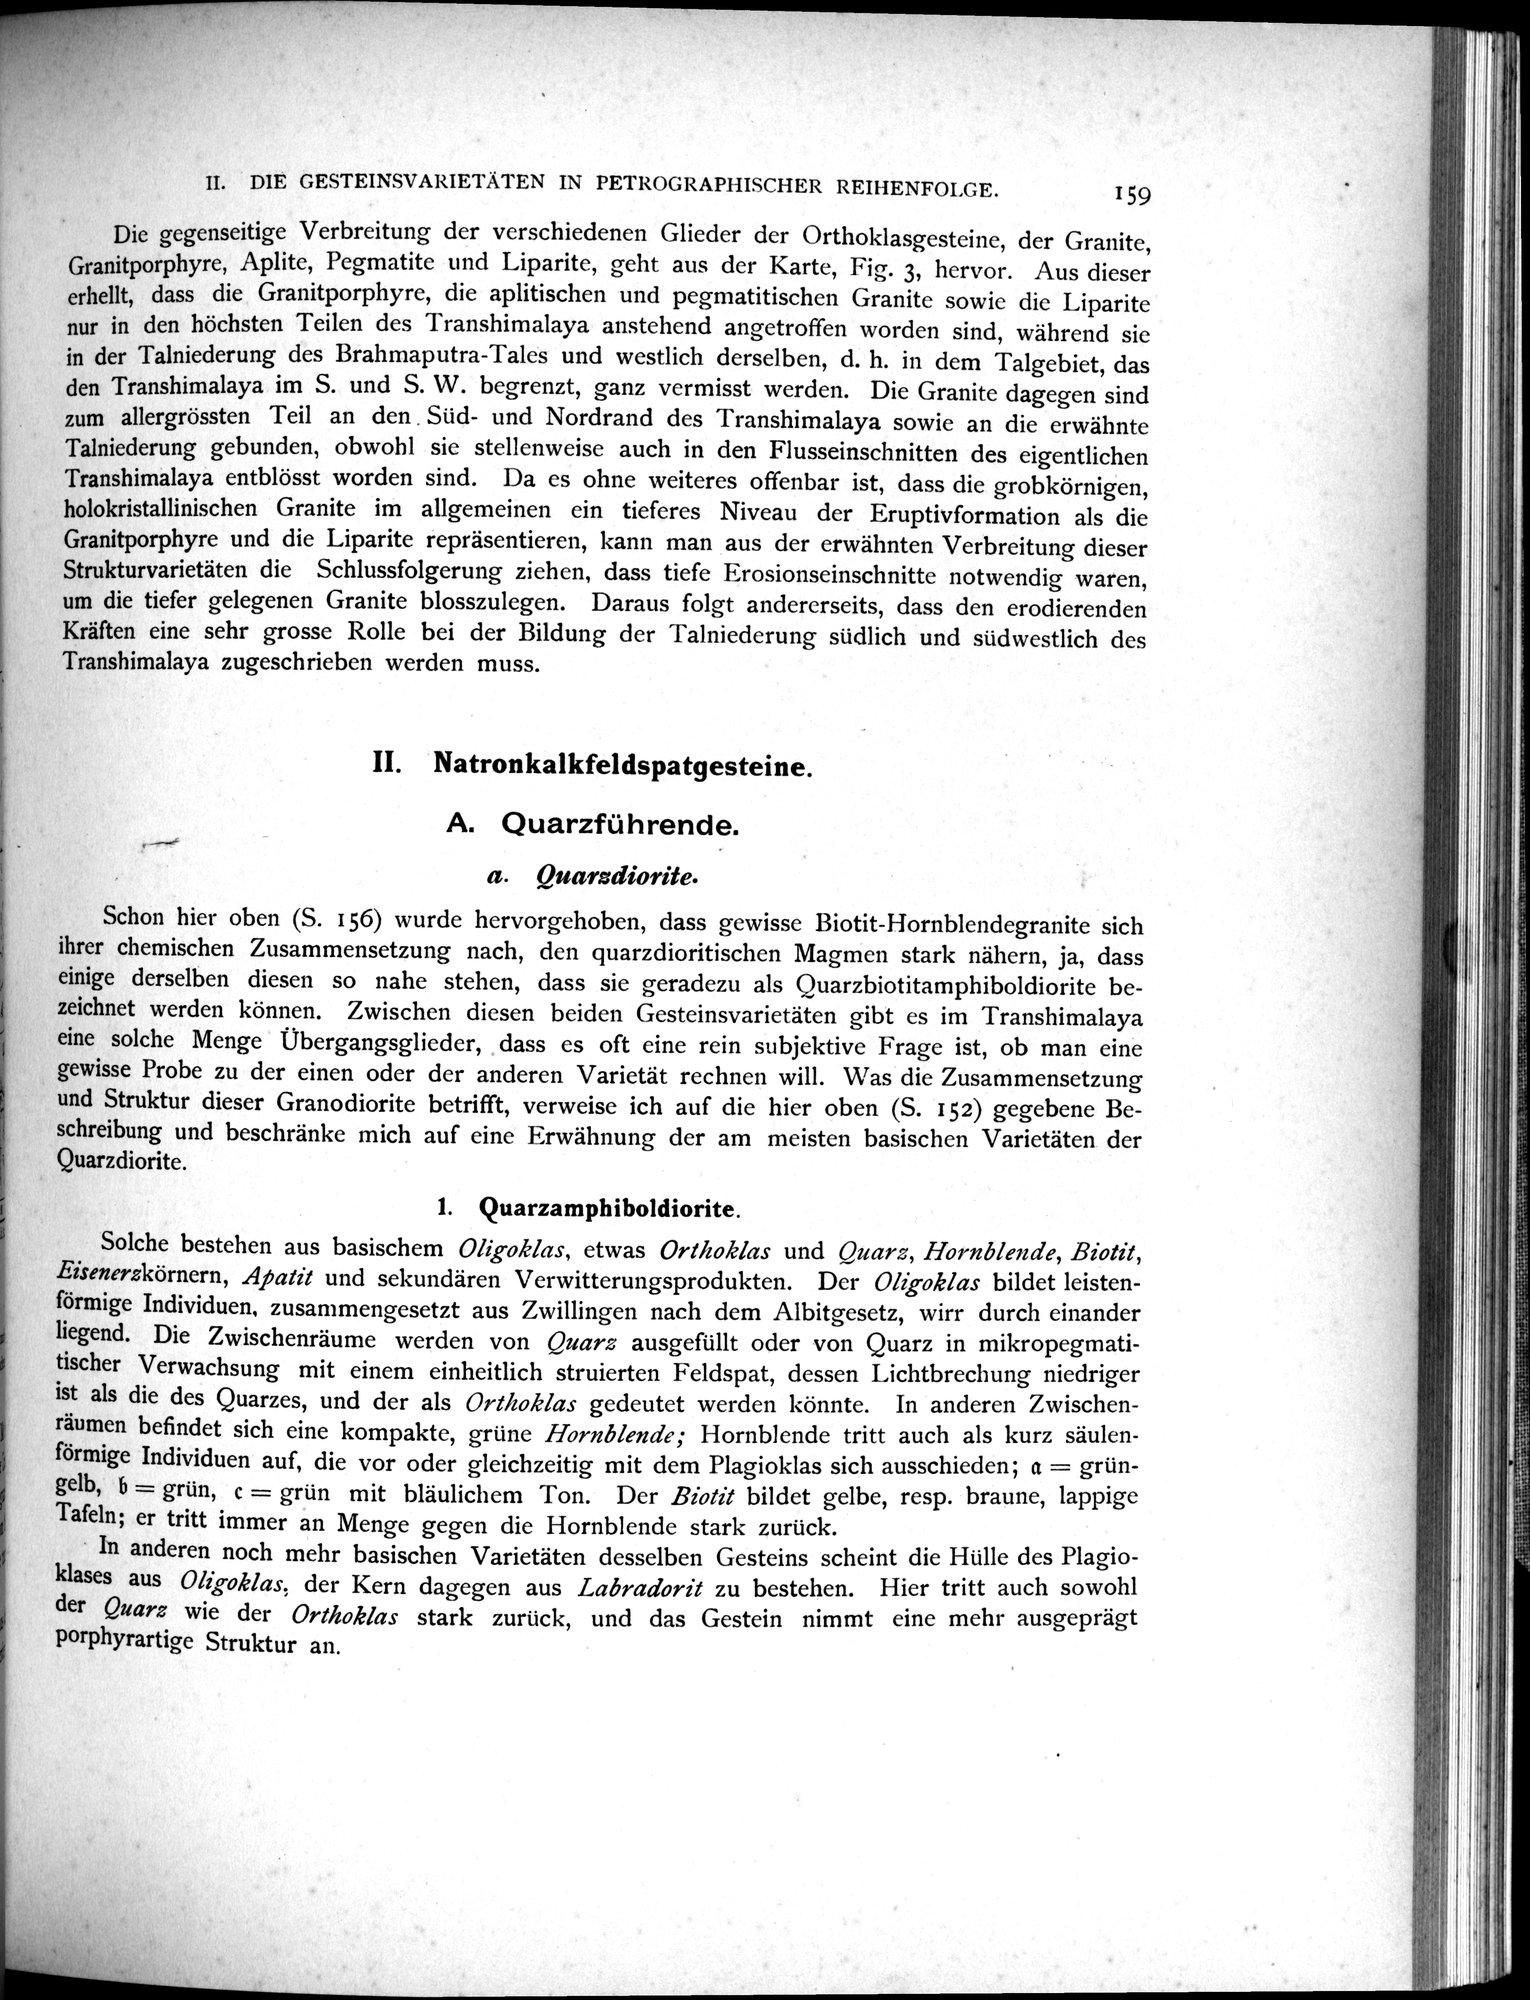 II. DIE GESTEINSVARIETÄTEN IN PETROGRAPHISCHER REIHENFOLGE. 159
Die gegenseitige Verbreitung der verschiedenen Glieder der Orthoklasgesteine, der Granite,
Granitporphyre, Aplite, Pegmatite und Liparite, geht aus der Karte, Fig. 3, hervor. Aus dieser
erhellt, dass die Granitporphyre, die aplitischen und pegmatitischen Granite sowie die Liparite
nur in den höchsten Teilen des Transhimalaya anstehend angetroffen worden sind, während sie
in der Talniederung des Brahmaputra-Tales und westlich derselben, d. h. in dem Talgebiet, das
den Transhimalaya im S. und S. W. begrenzt, ganz vermisst werden. Die Granite dagegen sind
zum allergrössten Teil an den Süd- und Nordrand des Transhimalaya sowie an die erwähnte
Talniederung gebunden, obwohl sie stellenweise auch in den Flusseinschnitten des eigentlichen
Transhimalaya entblösst worden sind. Da es ohne weiteres offenbar ist, dass die grobkörnigen,
holokristallinischen Granite im allgemeinen ein tieferes Niveau der Eruptivformation als die
Granitporphyre und die Liparite repräsentieren, kann man aus der erwähnten Verbreitung dieser
Strukturvarietäten die Schlussfolgerung ziehen, dass tiefe Erosionseinschnitte notwendig waren,
um die tiefer gelegenen Granite blosszulegen. Daraus folgt andererseits, dass den erodierenden
Kräften eine sehr grosse Rolle bei der Bildung der Talniederung südlich und südwestlich des
Transhimalaya zugeschrieben werden muss.
II. Natronkalkfeldspatgesteine.
A. Quarzführende.
a. Quarzdiorite.
Schon hier oben (S. 156) wurde hervorgehoben, dass gewisse Biotit-Hornblendegranite sich
ihrer chemischen Zusammensetzung nach, den quarzdioritischen Magmen stark nähern, ja, dass
einige derselben diesen so nahe stehen, dass sie geradezu als Quarzbiotitamphiboldiorite be-
zeichnet werden können. Zwischen diesen beiden Gesteinsvarietäten gibt es im Transhimalaya
eine solche Menge Übergangsglieder, dass es oft eine rein subjektive Frage ist, ob man eine
gewisse Probe zu der einen oder der anderen Varietät rechnen will. Was die Zusammensetzung
und Struktur dieser Granodiorite betrifft, verweise ich auf die hier oben (S. 152) gegebene Be-
schreibung und beschränke mich auf eine Erwähnung der am meisten basischen Varietäten der
Quarzdiorite.
1. Quarzamphiboldiorite.
Solche bestehen aus basischem Oligoklas, etwas Orthoklas und Quarz, Hornblende, Biotit,
Eisenerzkörnern, Apatit und sekundären Verwitterungsprodukten. Der Oligoklas bildet leisten-
förmige Individuen, zusammengesetzt aus Zwillingen nach dem Albitgesetz, wirr durch einander
liegend. Die Zwischenräume werden von Quarz ausgefüllt oder von Quarz in mikropegmati-
tischer Verwachsung mit einem einheitlich struierten Feldspat, dessen Lichtbrechung niedriger
ist als die des Quarzes, und der als Orthoklas gedeutet werden könnte. In anderen Zwischen-
räumen befindet sich eine kompakte, grüne Hornblende; Hornblende tritt auch als kurz säulen-
förmige Individuen auf, die vor oder gleichzeitig mit dem Plagioklas sich ausschieden; a = grün-
gelb, b = grün, c = grün mit bläulichem Ton. Der Biotit bildet gelbe, resp. braune, lappige
Tafeln; er tritt immer an Menge gegen die Hornblende stark zurück.
In anderen noch mehr basischen Varietäten desselben Gesteins scheint die Hülle des Plagio-
klases aus Oligoklas, der Kern dagegen aus Labradorit zu bestehen. Hier tritt auch sowohl
der Quarz wie der Orthoklas stark zurück, und das Gestein nimmt eine mehr ausgeprägt
porphyrartige Struktur an.